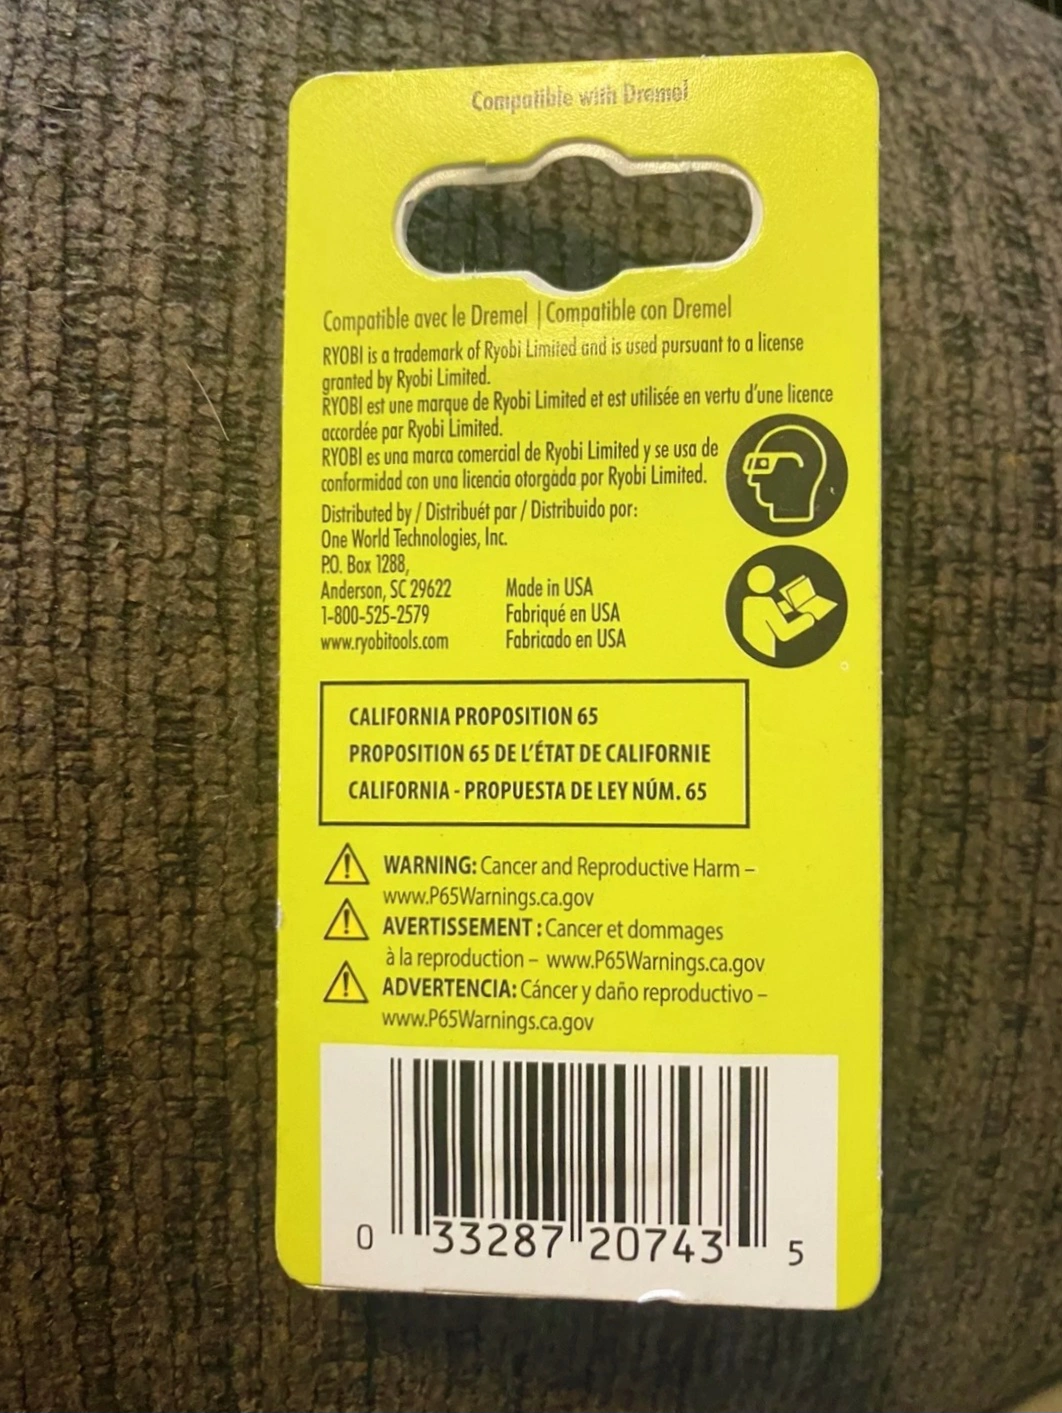 Compatible with Dremel
Compatible avec le Dremel | Compatible con Dremel
RYOBI is a trademark of Ryobi Limited and is used pursuant to a license
granted by Ryobi Limited.
RYOBI est une marque de Ryobi Limited et est utilisée en vertu d'une licence
accordée par Ryobi Limited.
RYOBI es una marca comercial de Ryobi Limited y se usa de
conformidad con una licencia otorgada por Ryobi Limited.
Distributed by / Distribuét par / Distribuido por:
One World Technologies, Inc.
P.O. Box 1288,
Anderson, SC 29622 Made in USA
1-800-525-2579 Fabriqué en USA
www.ryobitools.com Fabricado en USA
CALIFORNIA PROPOSITION 65
PROPOSITION 65 DE L'ÉTAT DE CALIFORNIE
CALIFORNIA - PROPUESTA DE LEY NÚM. 65
WARNING: Cancer and Reproductive Harm –
www.P65Warnings.ca.gov
AVERTISSEMENT : Cancer et dommages
à la reproduction – www.P65Warnings.ca.gov
ADVERTENCIA: Cáncer y daño reproductivo –
www.P65Warnings.ca.gov
0 33287 20743 5